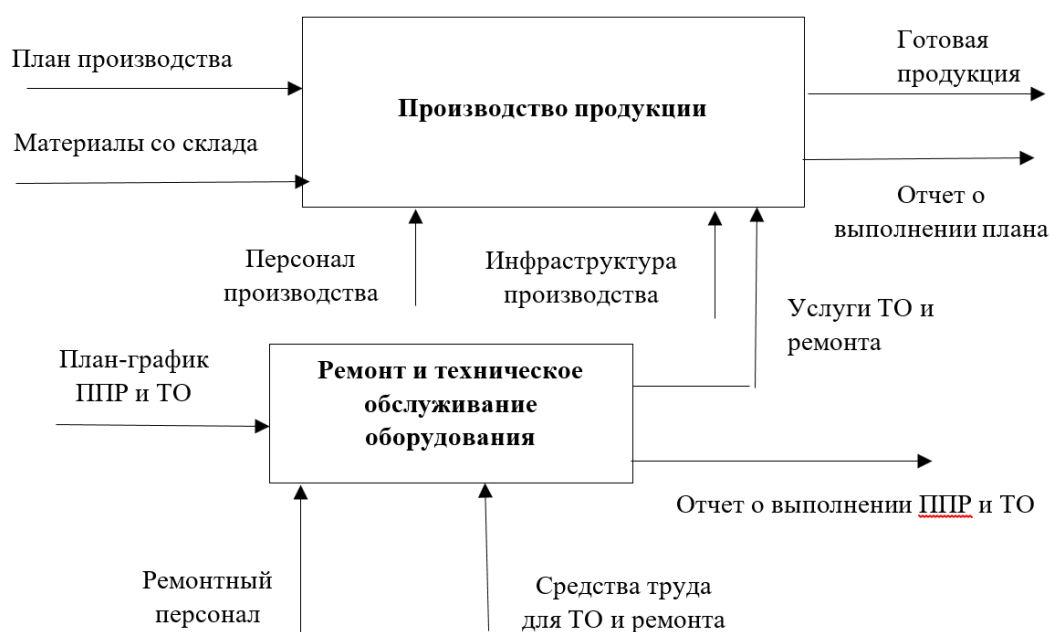 План производства
Материалы со склада
Производство продукции
Готовая
продукция
Отчет о
выполнении плана
Персонал
производства
Инфраструктура
производства
Услуги ТО и
ремонта
План-график
ППР и ТО
Ремонт и техническое
обслуживание
оборудования
Отчет о выполнении ППР и ТО
Ремонтный
персонал
Средства труда
для ТО и ремонта